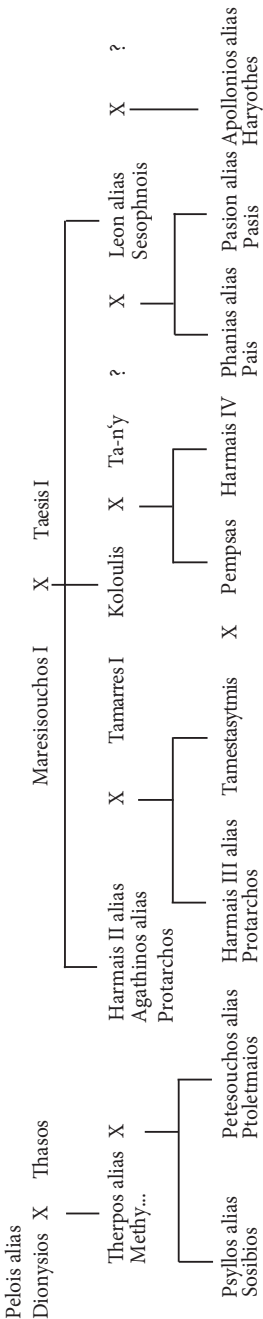 Pelois alias
Dionysios X Thasos
Maresisouchos I X Taesis I
Therpos alias X
Methy...
Harmais II alias
Agathinos alias
Protarchos
X Tamarres I
Koloulis X Ta-n‘y
? X Leon alias
Sesophnois
X ?
Psyllos alias
Sosibios
Petesouchos alias
Ptoletmaios
Harmais III alias
Protarchos
Tamestasytmis X Pempsas
Harmais IV
Phanias alias
Pais
Pasion alias
Pasis
Apollonios alias
Haryothes